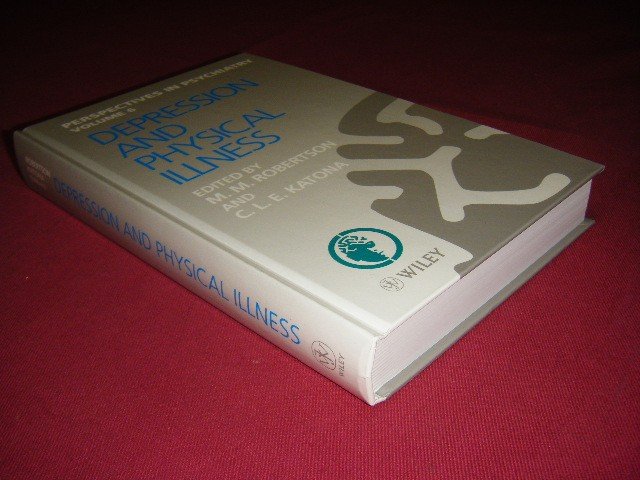 PERSPECTIVES IN PSYCHIATRY
VOLUME 6
DEPRESSION
AND
PHYSICAL
ILLNESS
EDITED BY
M. M. ROBERTSON
AND
C. L. E. KATONA
WILEY
DEPRESSION AND PHYSICAL ILLNESS
WILEY